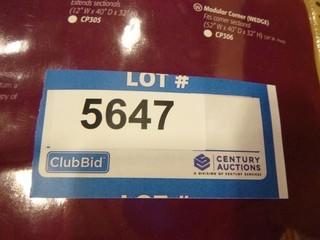 Extends sectionals
(12" W x 40" D x 32" H)
CP305
Modular Corner (WEDGE)
Fits corner sectional
(52" W x 40" D x 32" H)
CP306
LOT #
5647
ClubBid
CENTURY
AUCTIONS
A DIVISION OF CENTURY SERVICES
LOT #